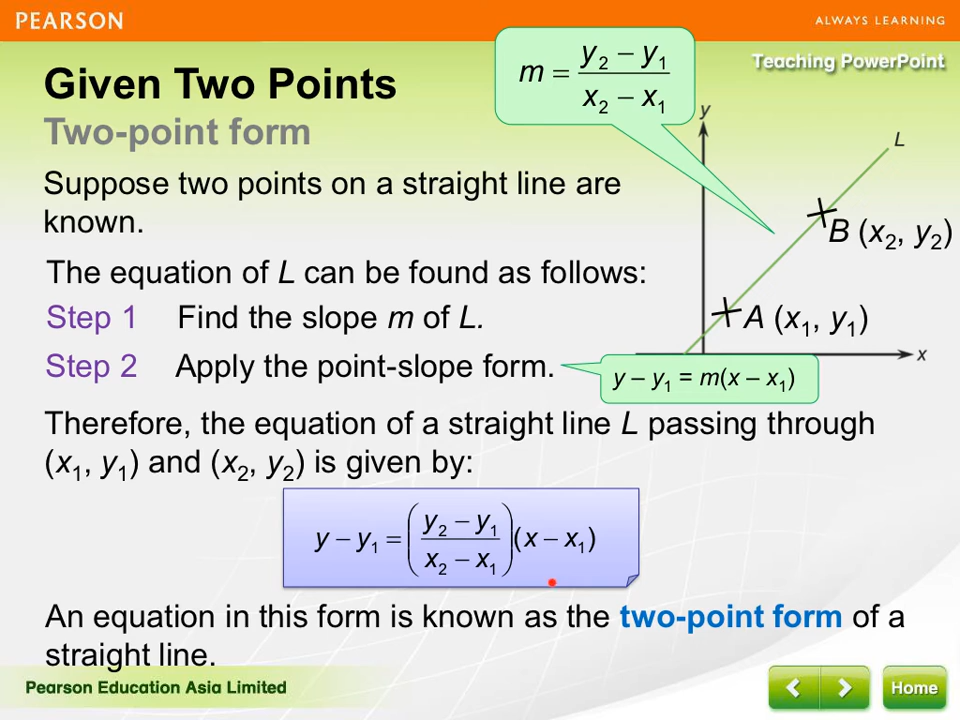 PEARSON
ALWAYS LEARNING
Teaching PowerPoint
Given Two Points
Two-point form
m = (y₂ – y₁)/(x₂ – x₁)
Suppose two points on a straight line are
known.
y
L
B (x₂, y₂)
A (x₁, y₁)
x
The equation of L can be found as follows:
Step 1 Find the slope m of L.
Step 2 Apply the point-slope form.
y – y₁ = m(x – x₁)
Therefore, the equation of a straight line L passing through
(x₁, y₁) and (x₂, y₂) is given by:
y – y₁ = ((y₂ – y₁)/(x₂ – x₁))(x – x₁)
An equation in this form is known as the two-point form of a
straight line.
Pearson Education Asia Limited
Home